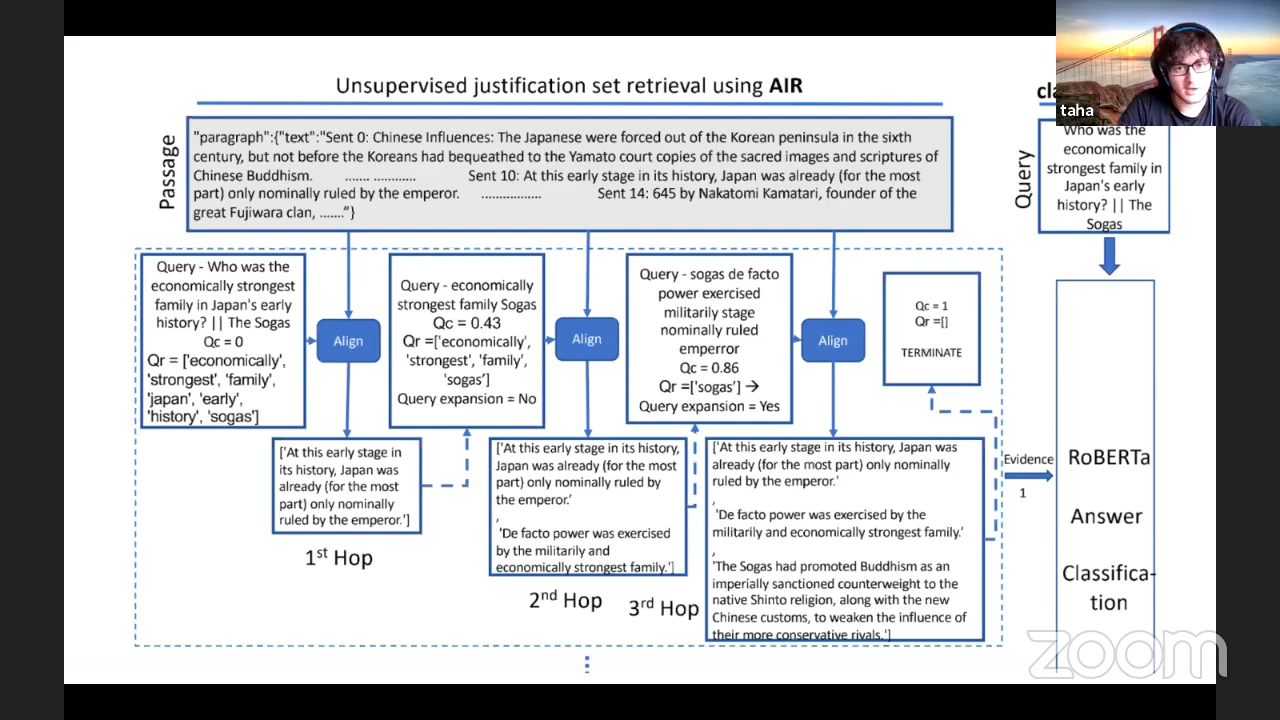 Unsupervised justification set retrieval using AIR
Passage
"paragraph":{"text":"Sent 0: Chinese Influences: The Japanese were forced out of the Korean peninsula in the sixth
century, but not before the Koreans had bequeathed to the Yamato court copies of the sacred images and scriptures of
Chinese Buddhism. ....... ............ Sent 10: At this early stage in its history, Japan was already (for the most
part) only nominally ruled by the emperor. ................. Sent 14: 645 by Nakatomi Kamatari, founder of the
great Fujiwara clan, ......."}
taha
Query
Who was the
economically
strongest family in
Japan's early
history? || The
Sogas
Query - Who was the
economically strongest
family in Japan's early
history? || The Sogas
Qc = 0
Qr = ['economically',
'strongest', 'family',
'japan', 'early',
'history', 'sogas']
Align
Query - economically
strongest family Sogas
Qc = 0.43
Qr =['economically',
'strongest', 'family',
'sogas']
Query expansion = No
Align
Query - sogas de facto
power exercised
militarily stage
nominally ruled
emperror
Qc = 0.86
Qr =['sogas'] →
Query expansion = Yes
Align
Qc = 1
Qr =[]
TERMINATE
['At this early stage in
its history, Japan was
already (for the most
part) only nominally
ruled by the emperor.']
1st Hop
['At this early stage in its history,
Japan was already (for the most
part) only nominally ruled by
the emperor.'
,
'De facto power was exercised
by the militarily and
economically strongest family.']
2nd Hop
3rd Hop
['At this early stage in its history, Japan was
already (for the most part) only nominally
ruled by the emperor.'
,
'De facto power was exercised by the
militarily and economically strongest family.'
,
'The Sogas had promoted Buddhism as an
imperially sanctioned counterweight to the
native Shinto religion, along with the new
Chinese customs, to weaken the influence of
their more conservative rivals.']
Evidence
1
RoBERTa
Answer
Classifica-
tion
zoom